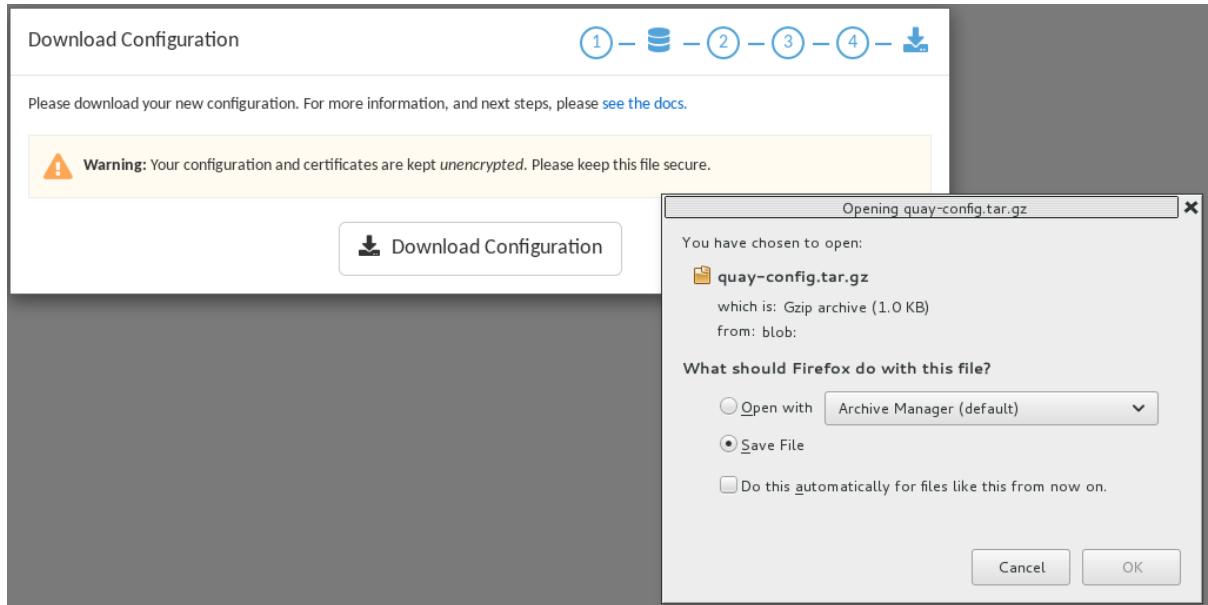 Download Configuration
1 2 3 4
Please download your new configuration. For more information, and next steps, please see the docs.
Warning: Your configuration and certificates are kept unencrypted. Please keep this file secure.
Download Configuration
Opening quay-config.tar.gz
You have chosen to open:
quay-config.tar.gz
which is: Gzip archive (1.0 KB)
from: blob:
What should Firefox do with this file?
Open with Archive Manager (default)
Save File
Do this automatically for files like this from now on.
Cancel OK